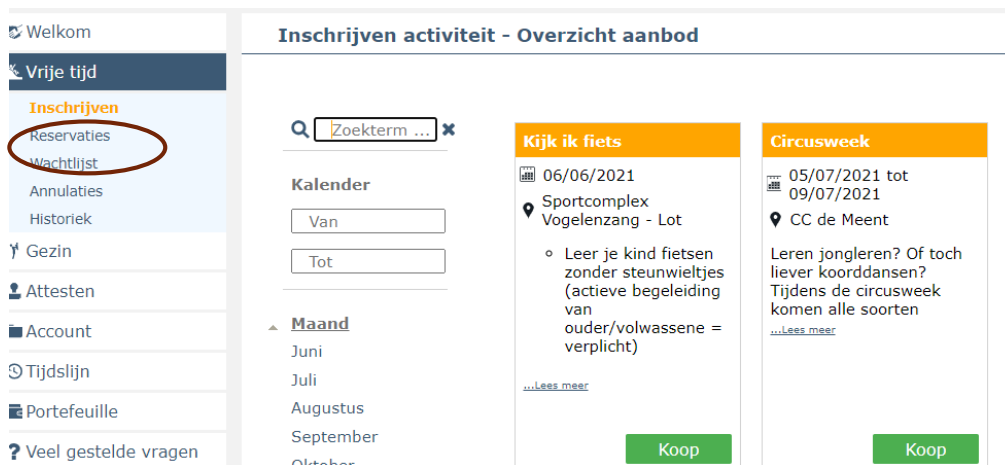 Welkom
Vrije tijd
Inschrijven
Reservaties
Wachtlijst
Annulaties
Historiek
Gezin
Attesten
Account
Tijdslijn
Portefeuille
Veel gestelde vragen
Inschrijven activiteit - Overzicht aanbod
Zoekterm ...
Kalender
Van
Tot
Maand
Juni
Juli
Augustus
September
Oktober
Kijk ik fiets
06/06/2021
Sportcomplex
Vogelenzang - Lot
Leer je kind fietsen
zonder steunwieltjes
(actieve begeleiding
van
ouder/volwassene =
verplicht)
...Lees meer
Koop
Circusweek
05/07/2021 tot
09/07/2021
CC de Meent
Leren jongleren? Of toch
liever koorddansen?
Tijdens de circusweek
komen alle soorten
...Lees meer
Koop